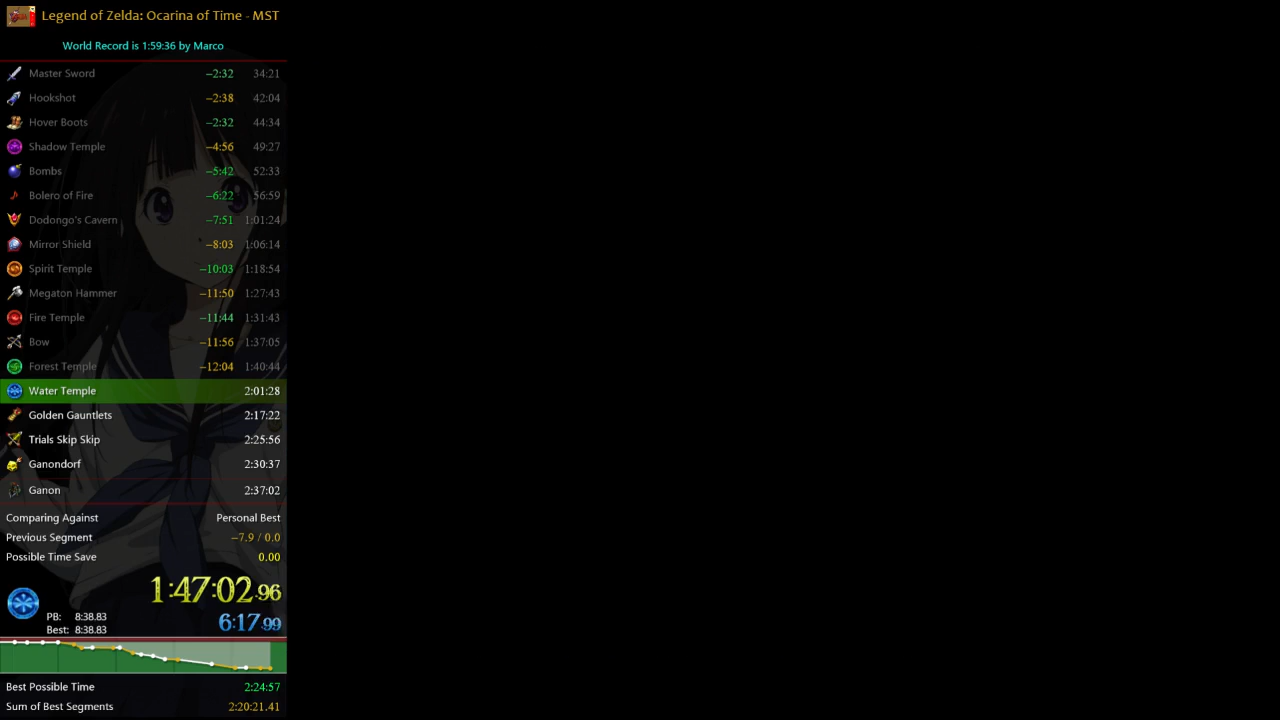 Legend of Zelda: Ocarina of Time - MST
World Record is 1:59:36 by Marco
Master Sword −2:32 34:21
Hookshot −2:38 42:04
Hover Boots −2:32 44:34
Shadow Temple −4:56 49:27
Bombs −5:42 52:33
Bolero of Fire −6:22 56:59
Dodongo's Cavern −7:51 1:01:24
Mirror Shield −8:03 1:06:14
Spirit Temple −10:03 1:18:54
Megaton Hammer −11:50 1:27:43
Fire Temple −11:44 1:31:43
Bow −11:56 1:37:05
Forest Temple −12:04 1:40:44
Water Temple 2:01:28
Golden Gauntlets 2:17:22
Trials Skip Skip 2:25:56
Ganondorf 2:30:37
Ganon 2:37:02
Comparing Against Personal Best
Previous Segment −7.9 / 0.0
Possible Time Save 0.00
1:47:02.96
PB: 8:38.83 6:17.99
Best: 8:38.83
Best Possible Time 2:24:57
Sum of Best Segments 2:20:21.41